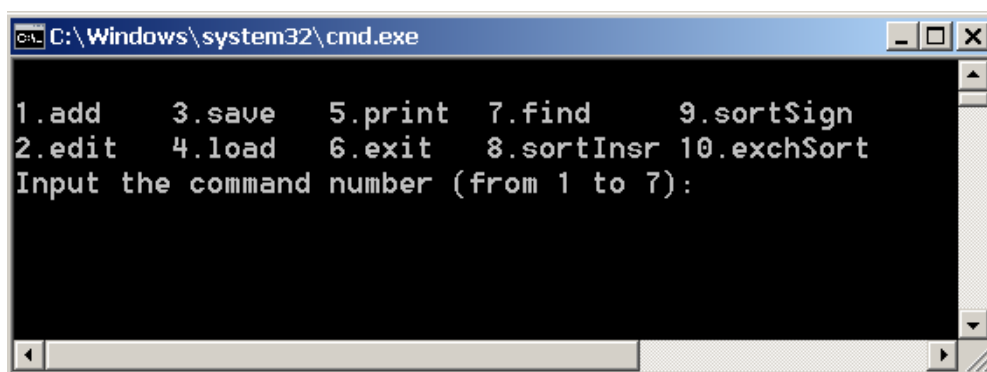 C:\Windows\system32\cmd.exe
1.add 3.save 5.print 7.find 9.sortSign
2.edit 4.load 6.exit 8.sortInsr 10.exchSort
Input the command number (from 1 to 7):